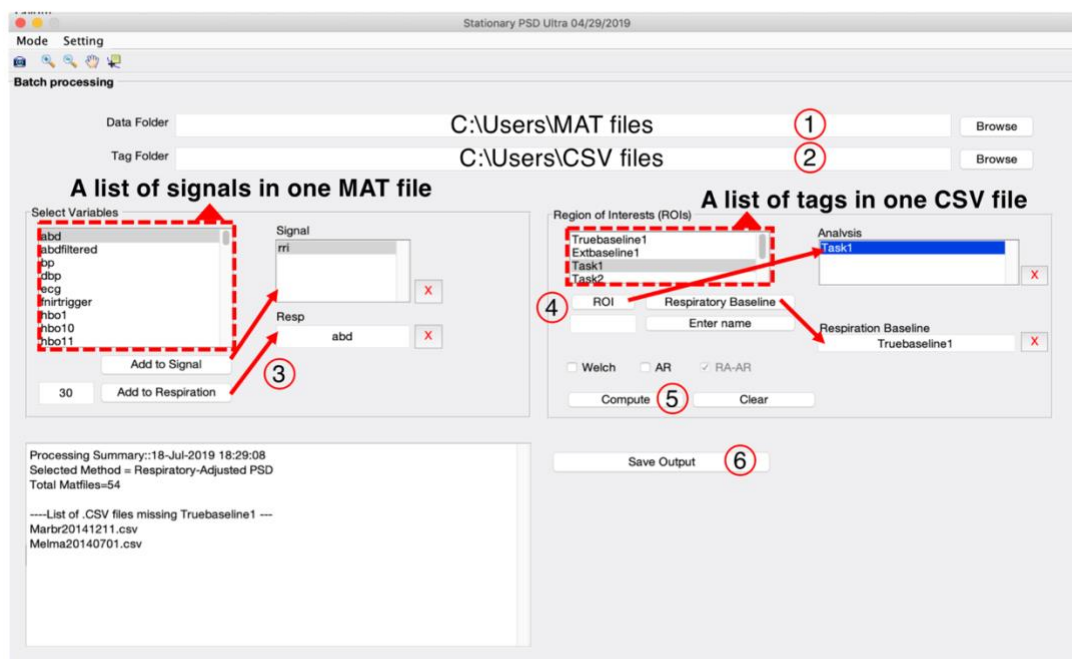 Stationary PSD Ultra 04/29/2019
Mode Setting
Batch processing
Data Folder C:\Users\MAT files 1 Browse
Tag Folder C:\Users\CSV files 2 Browse
A list of signals in one MAT file
A list of tags in one CSV file
Select Variables
abd
abdfiltered
bp
dbp
ecg
fnirtrigger
hbo1
hbo10
hbo11
Signal
rri
X
Resp
abd X
Add to Signal
3
30 Add to Respiration
Region of Interests (ROIs)
Truebaseline1
Extbaseline1
Task1
Task2
Analysis
Task1
X
4 ROI Respiratory Baseline
Enter name
Respiration Baseline
Truebaseline1 X
Welch AR RA-AR
Compute 5 Clear
Processing Summary::18-Jul-2019 18:29:08
Selected Method = Respiratory-Adjusted PSD
Total Matfiles=54
----List of .CSV files missing Truebaseline1 ---
Marbr20141211.csv
Melma20140701.csv
Save Output 6